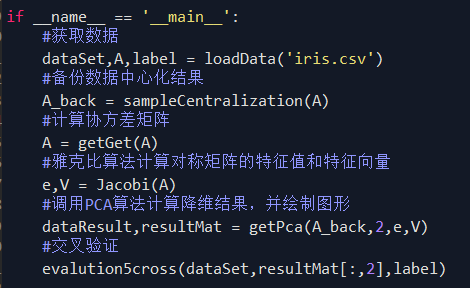 if __name__ == '__main__':
#获取数据
dataSet,A,label = loadData('iris.csv')
#备份数据中心化结果
A_back = sampleCentralization(A)
#计算协方差矩阵
A = getGet(A)
#雅克比算法计算对称矩阵的特征值和特征向量
e,V = Jacobi(A)
#调用PCA算法计算降维结果，并绘制图形
dataResult,resultMat = getPca(A_back,2,e,V)
#交叉验证
evalution5cross(dataSet,resultMat[:,2],label)